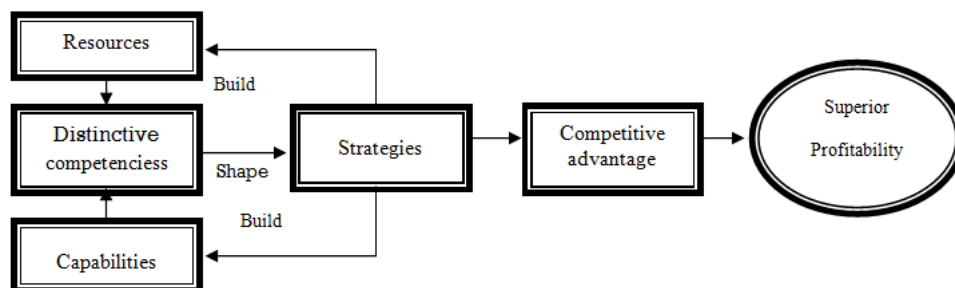 Resources
Build
Distinctive
competenciess
Shape
Strategies
Competitive
advantage
Superior
Profitability
Build
Capabilities